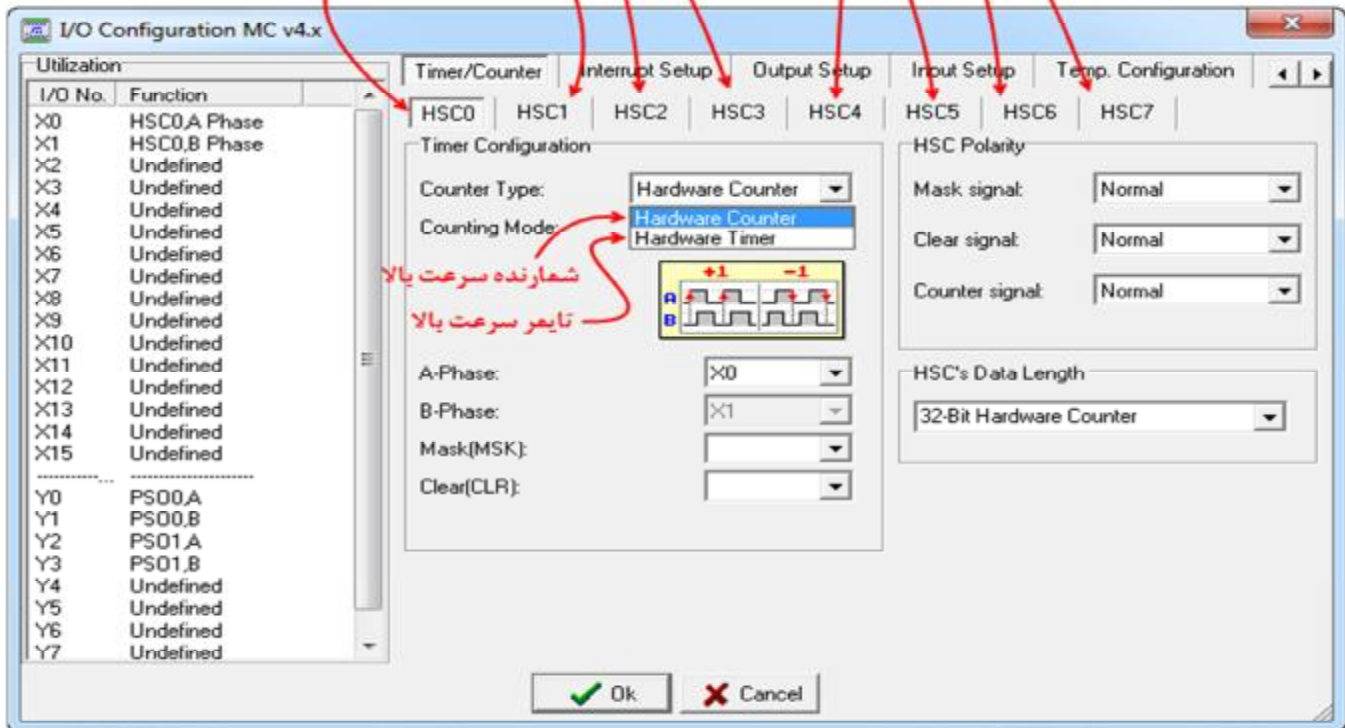 I/O Configuration MC v4.x
Utilization
I/O No. Function
X0 HSC0,A Phase
X1 HSC0,B Phase
X2 Undefined
X3 Undefined
X4 Undefined
X5 Undefined
X6 Undefined
X7 Undefined
X8 Undefined
X9 Undefined
X10 Undefined
X11 Undefined
X12 Undefined
X13 Undefined
X14 Undefined
X15 Undefined
Y0 PSO0,A
Y1 PSO0,B
Y2 PSO1,A
Y3 PSO1,B
Y4 Undefined
Y5 Undefined
Y6 Undefined
Y7 Undefined
Timer/Counter Interrupt Setup Output Setup Input Setup Temp. Configuration
HSC0 HSC1 HSC2 HSC3 HSC4 HSC5 HSC6 HSC7
Timer Configuration
Counter Type: Hardware Counter
Hardware Counter
Counting Mode:
Hardware Timer
شمارنده سرعت بالا
تایمر سرعت بالا
+1 -1
A
B
A-Phase: X0
B-Phase: X1
Mask(MSK):
Clear(CLR):
HSC Polarity
Mask signal: Normal
Clear signal: Normal
Counter signal: Normal
HSC's Data Length
32-Bit Hardware Counter
Ok Cancel